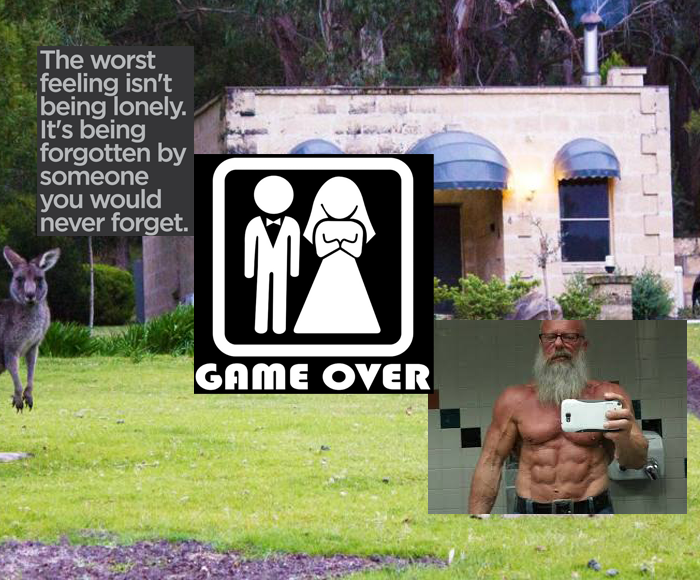 The worst
feeling isn't
being lonely.
It's being
forgotten by
someone
you would
never forget.
GAME OVER